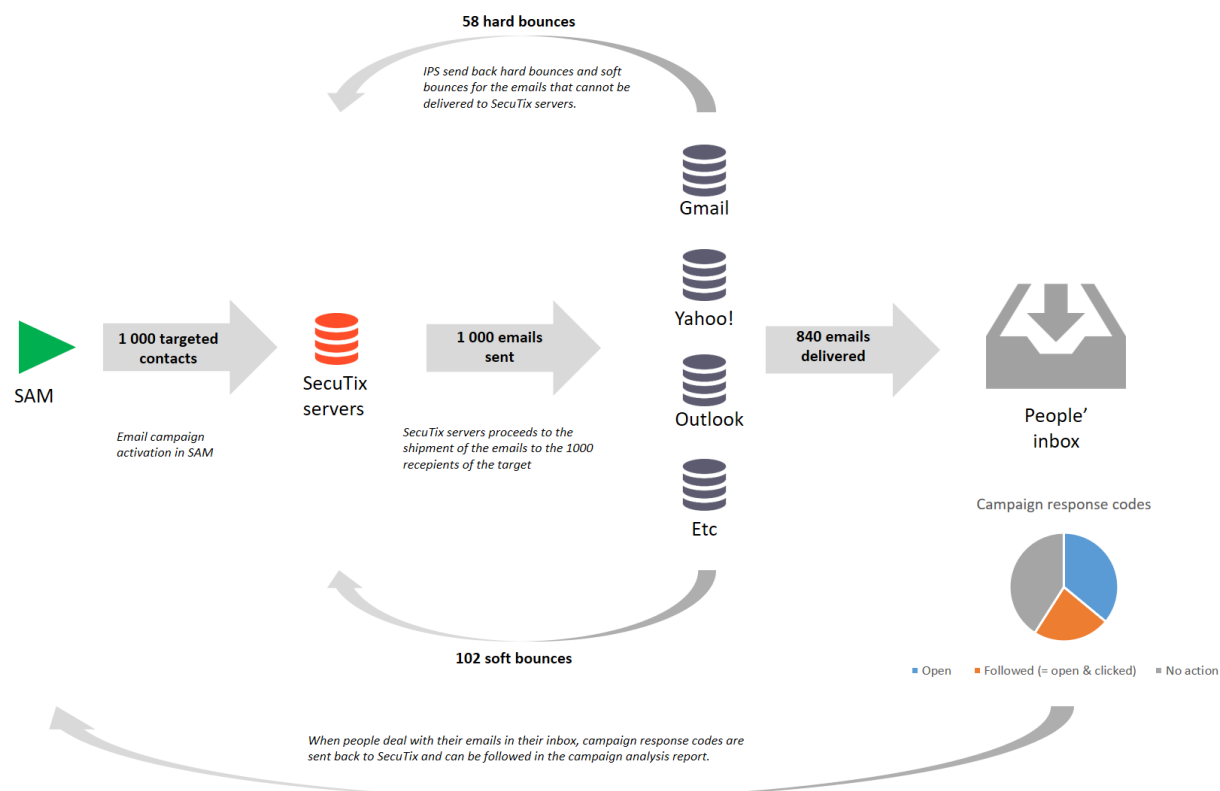 58 hard bounces
IPS send back hard bounces and soft
bounces for the emails that cannot be
delivered to SecuTix servers.
Gmail
Yahoo!
Outlook
Etc
SAM
1 000 targeted
contacts
Email campaign
activation in SAM
SecuTix
servers
1 000 emails
sent
SecuTix servers proceeds to the
shipment of the emails to the 1000
recepients of the target
840 emails
delivered
People'
inbox
Campaign response codes
Open
Followed (= open & clicked)
No action
102 soft bounces
When people deal with their emails in their inbox, campaign response codes are
sent back to SecuTix and can be followed in the campaign analysis report.